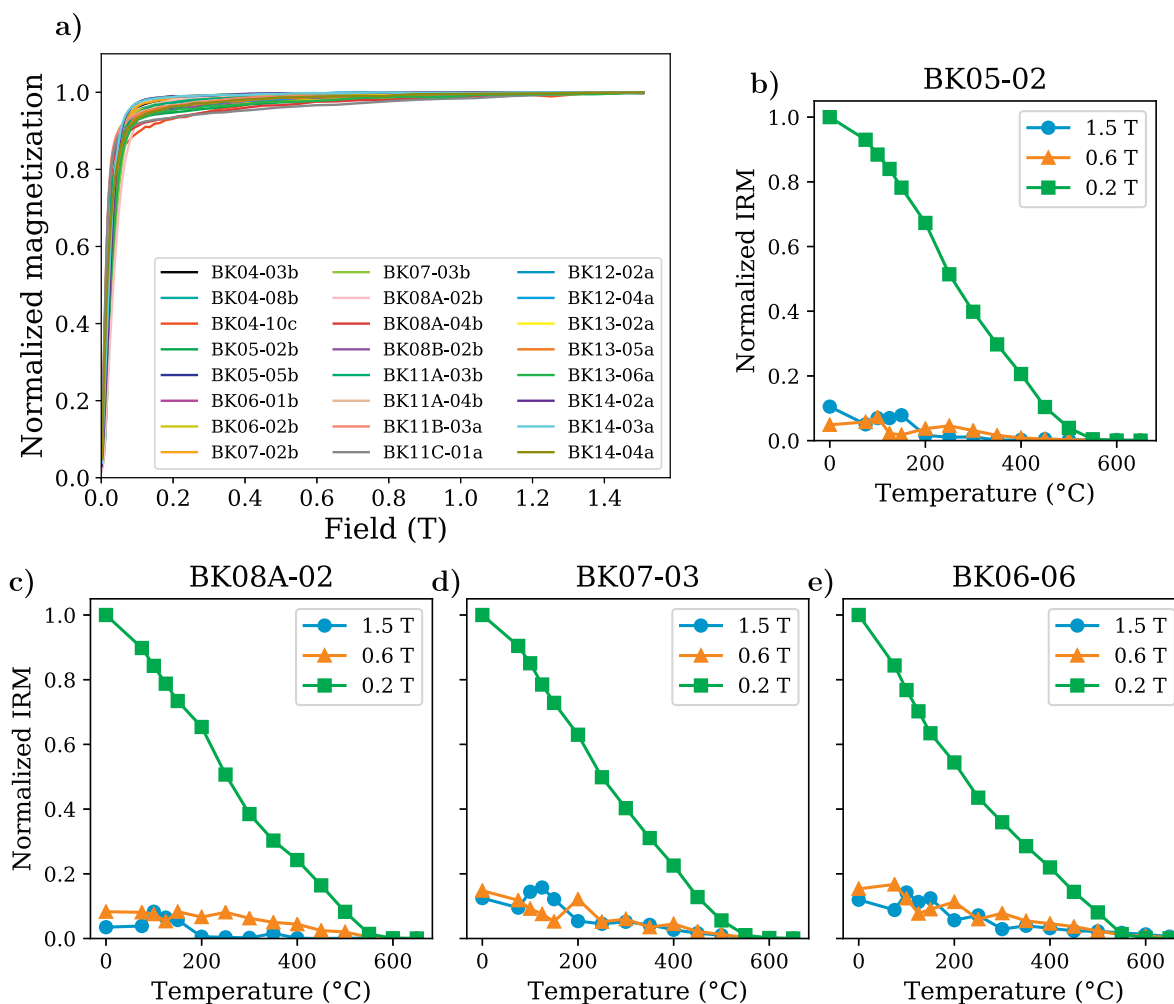 a)
Normalized magnetization
1.0
0.8
0.6
0.4
0.2
0.0
BK04-03b
BK04-08b
BK04-10c
BK05-02b
BK05-05b
BK06-01b
BK06-02b
BK07-02b
BK07-03b
BK08A-02b
BK08A-04b
BK08B-02b
BK11A-03b
BK11A-04b
BK11B-03a
BK11C-01a
BK12-02a
BK12-04a
BK13-02a
BK13-05a
BK13-06a
BK14-02a
BK14-03a
BK14-04a
0.0 0.2 0.4 0.6 0.8 1.0 1.2 1.4
Field (T)
b)
BK05-02
Normalized IRM
1.0
0.8
0.6
0.4
0.2
0.0
1.5 T
0.6 T
0.2 T
0 200 400 600
Temperature (°C)
c)
BK08A-02
Normalized IRM
1.0
0.8
0.6
0.4
0.2
0.0
1.5 T
0.6 T
0.2 T
0 200 400 600
Temperature (°C)
d)
BK07-03
1.5 T
0.6 T
0.2 T
0 200 400 600
Temperature (°C)
e)
BK06-06
1.5 T
0.6 T
0.2 T
0 200 400 600
Temperature (°C)